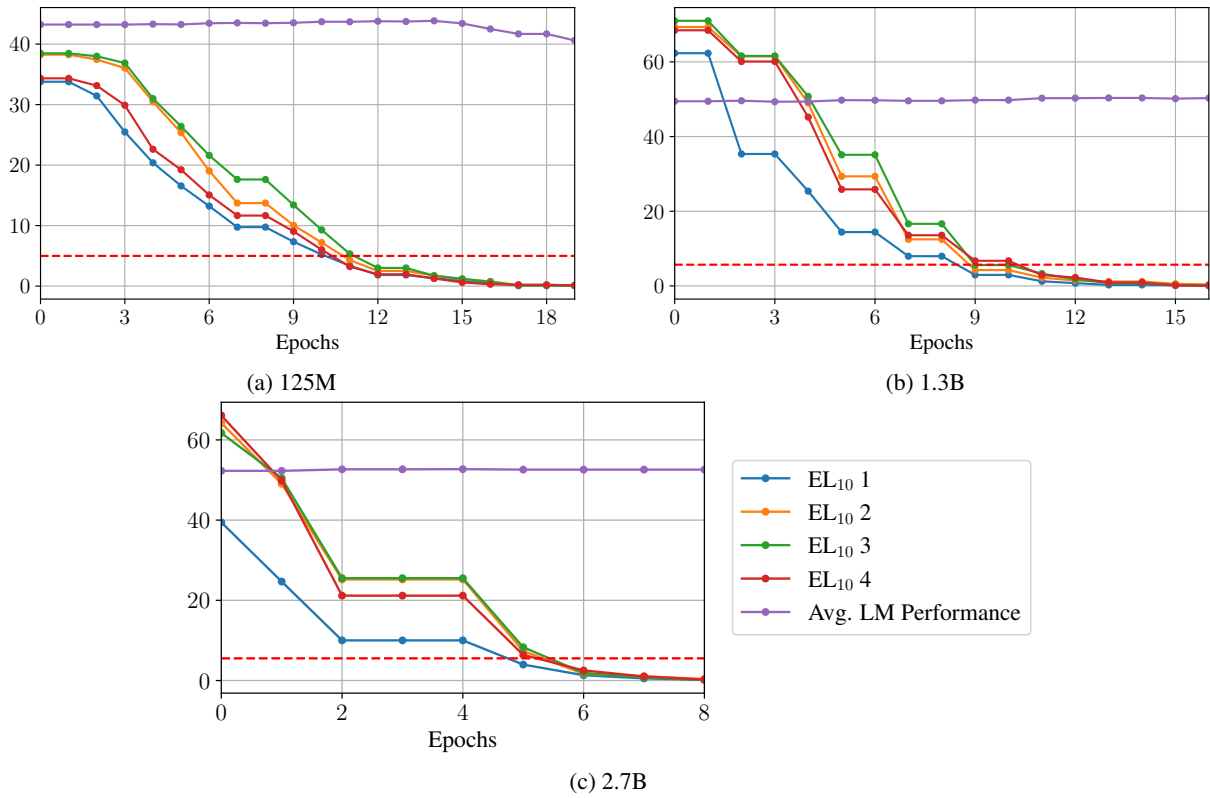 40
30
20
10
0
0 3 6 9 12 15 18
Epochs
(a) 125M
60
40
20
0
0 3 6 9 12 15
Epochs
(b) 1.3B
60
40
20
0
0 2 4 6 8
Epochs
(c) 2.7B
EL₁₀ 1
EL₁₀ 2
EL₁₀ 3
EL₁₀ 4
Avg. LM Performance